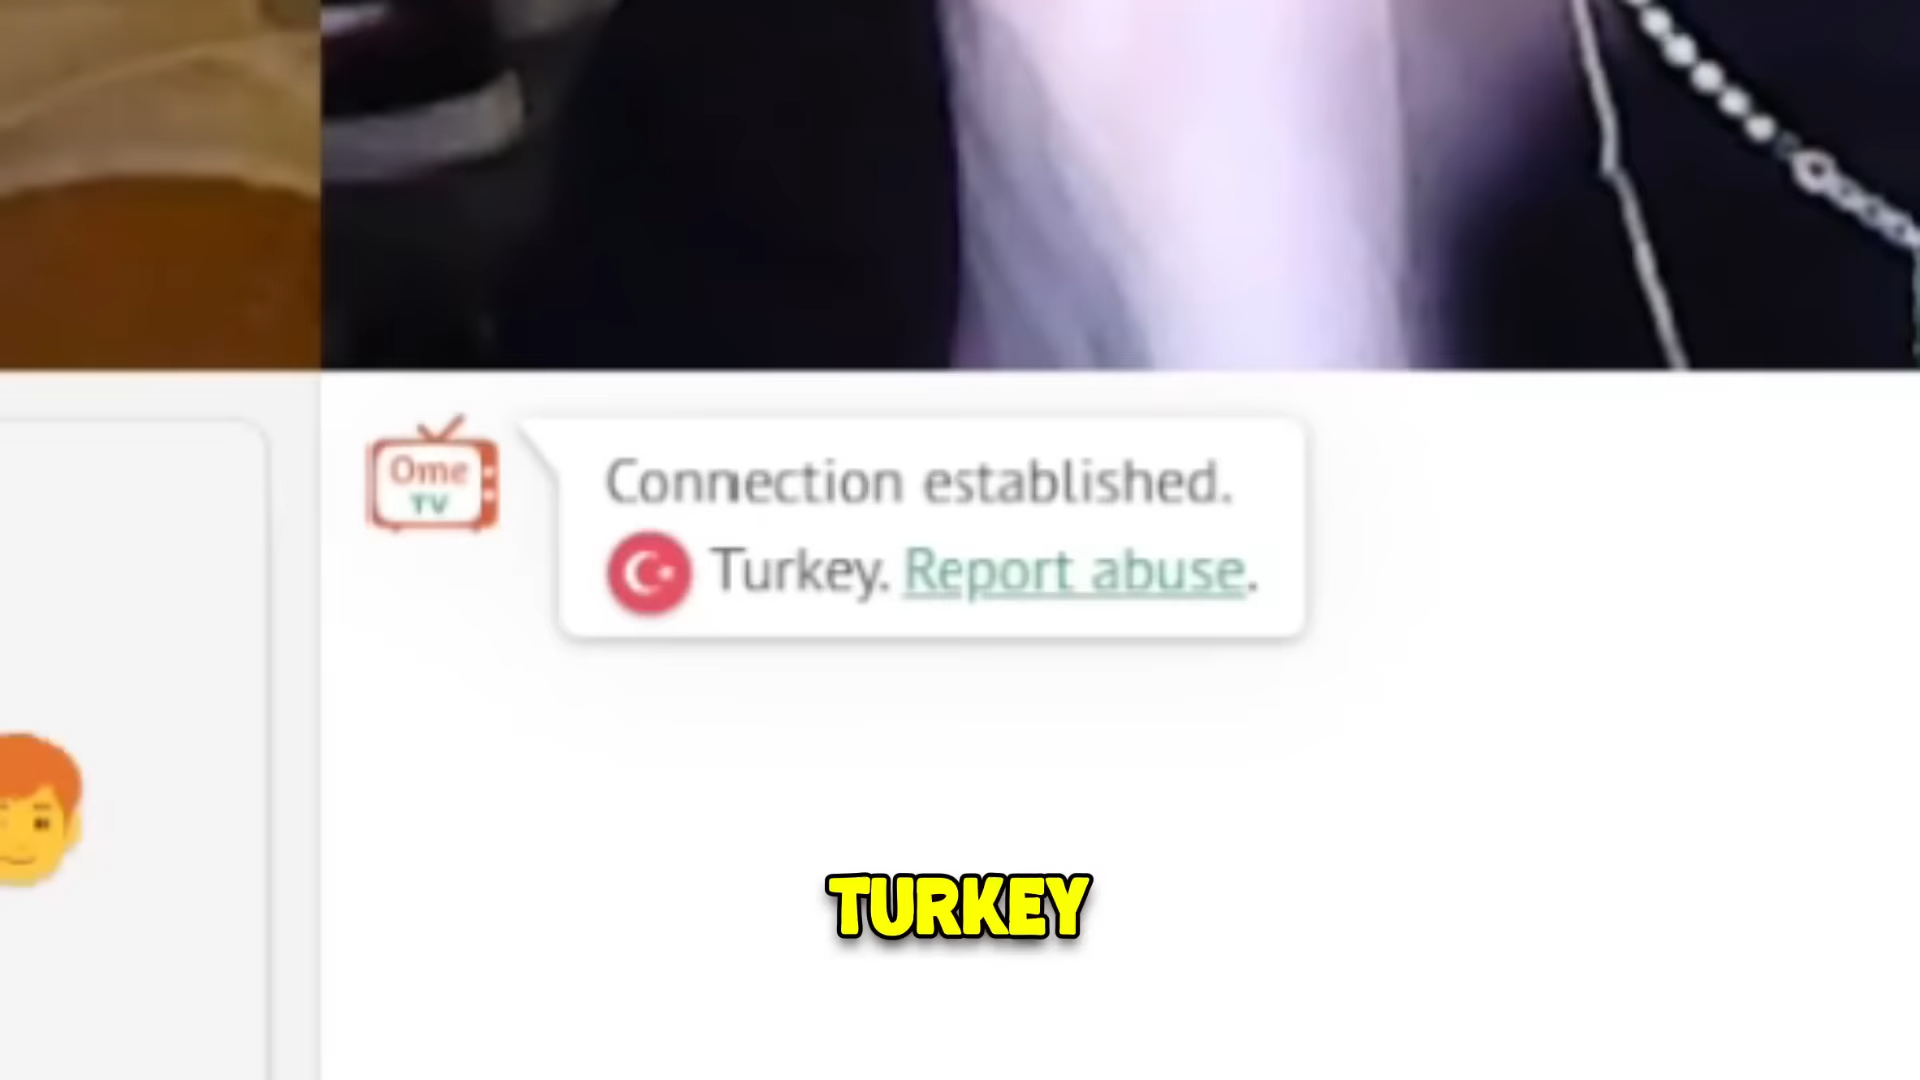 Ome
TV
Connection established.
Turkey. Report abuse.
TURKEY